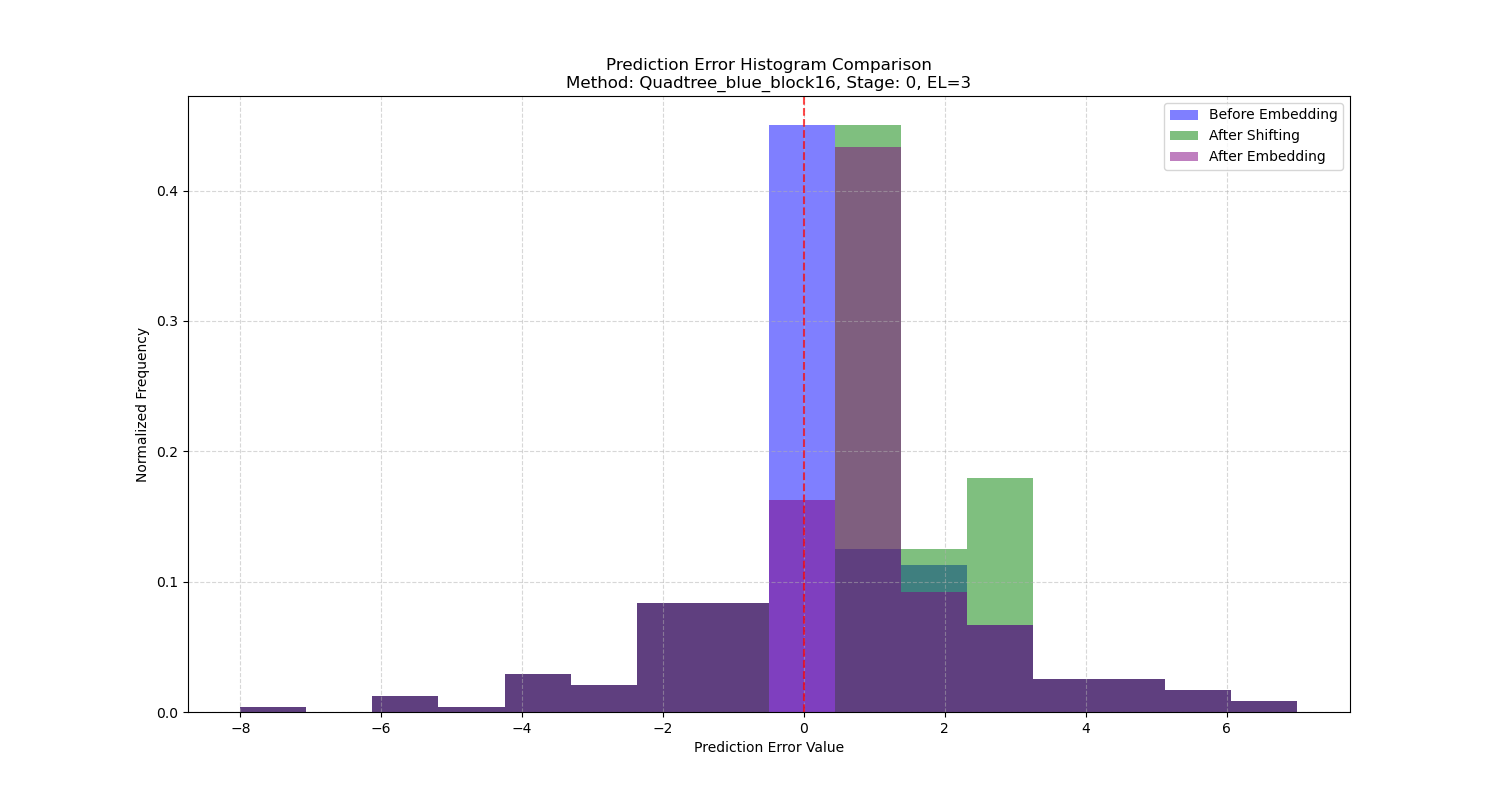 Prediction Error Histogram Comparison
Method: Quadtree_blue_block16, Stage: 0, EL=3
Before Embedding
After Shifting
After Embedding
Normalized Frequency
0.4
0.3
0.2
0.1
0.0
−8
−6
−4
−2
0
2
4
6
Prediction Error Value